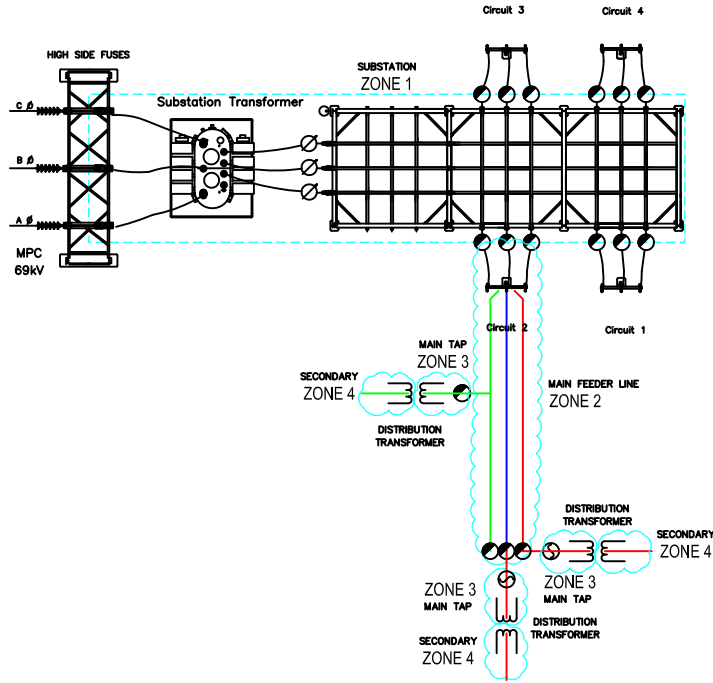 Circuit 3
Circuit 4
HIGH SIDE FUSES
SUBSTATION
ZONE 1
Substation Transformer
C Ø
B Ø
A Ø
MPC
69kV
Circuit 2
Circuit 1
MAIN TAP
ZONE 3
SECONDARY
ZONE 4
MAIN FEEDER LINE
ZONE 2
DISTRIBUTION
TRANSFORMER
DISTRIBUTION
TRANSFORMER
SECONDARY
ZONE 4
ZONE 3
MAIN TAP
ZONE 3
MAIN TAP
DISTRIBUTION
TRANSFORMER
SECONDARY
ZONE 4